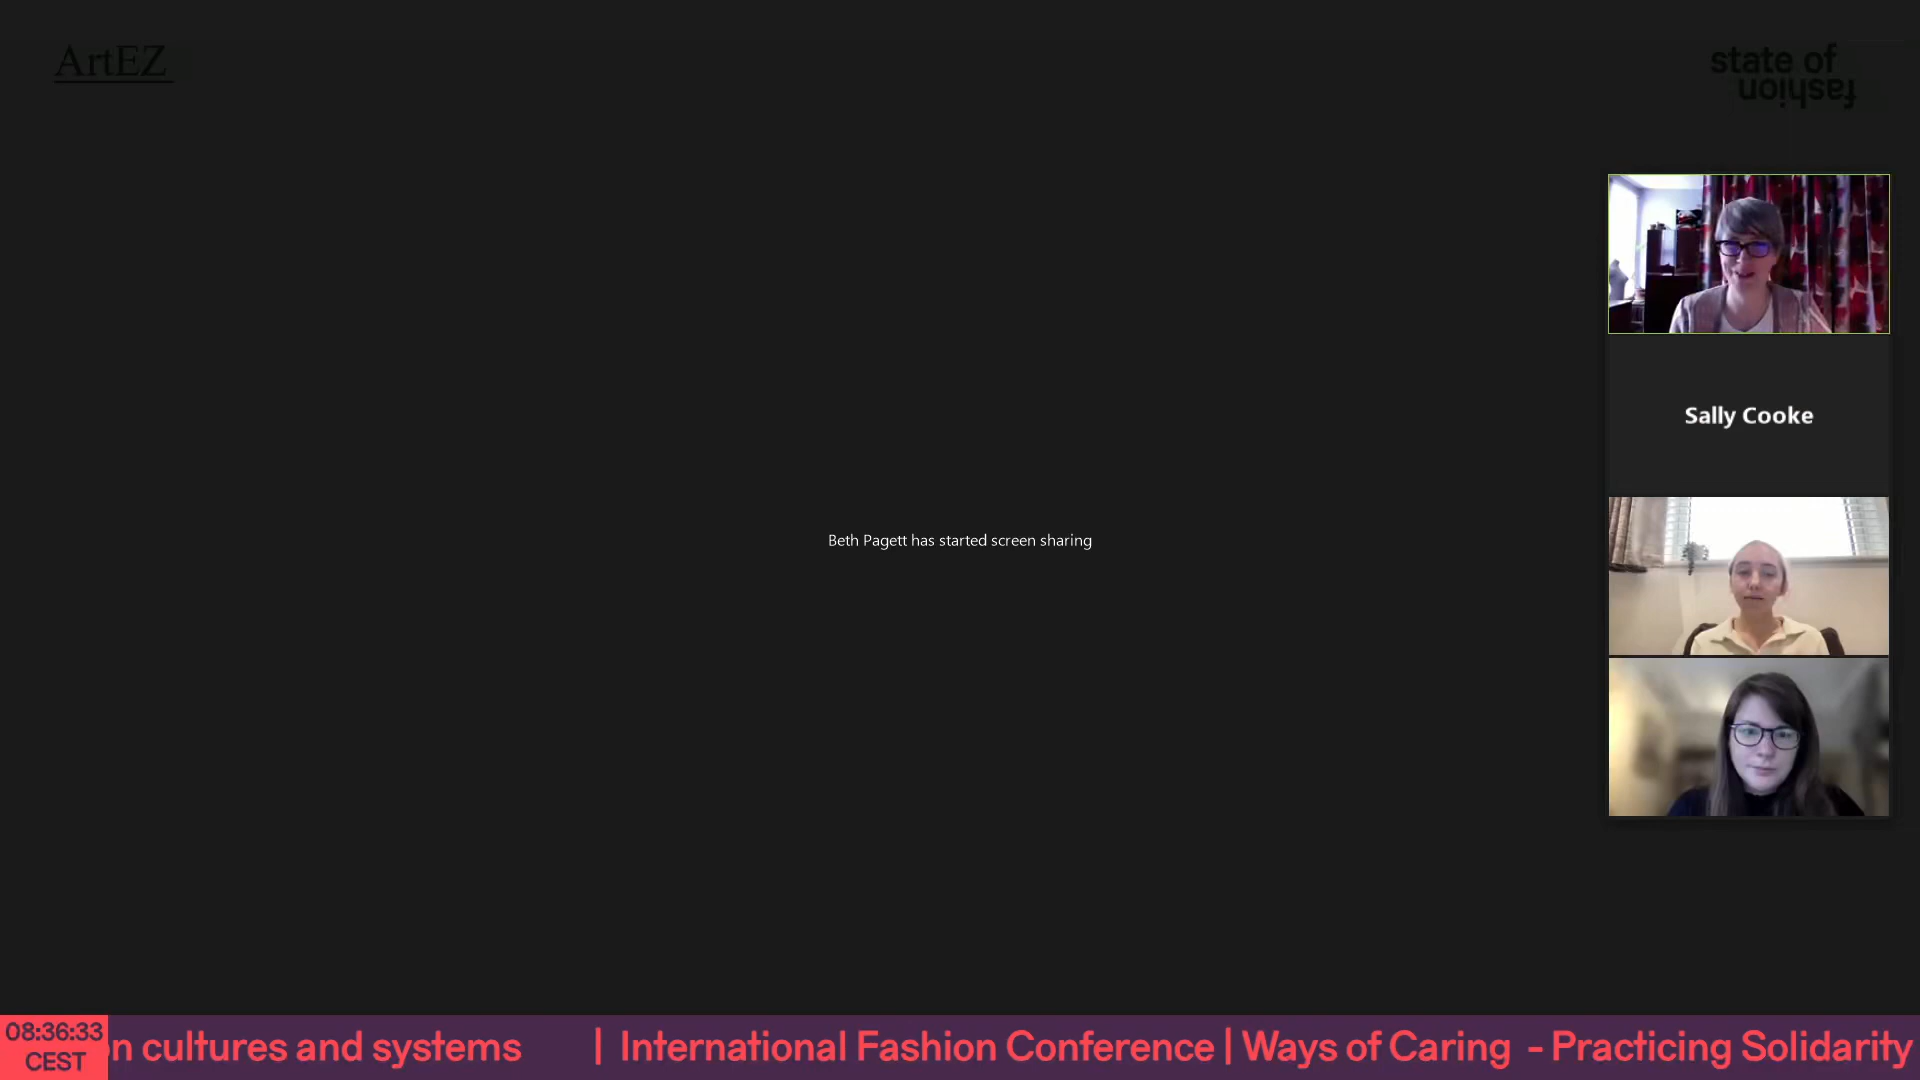 ArtEZ
state of
fashion
Sally Cooke
Beth Pagett has started screen sharing
08:36:33
CEST
n cultures and systems | International Fashion Conference | Ways of Caring - Practicing Solidarity